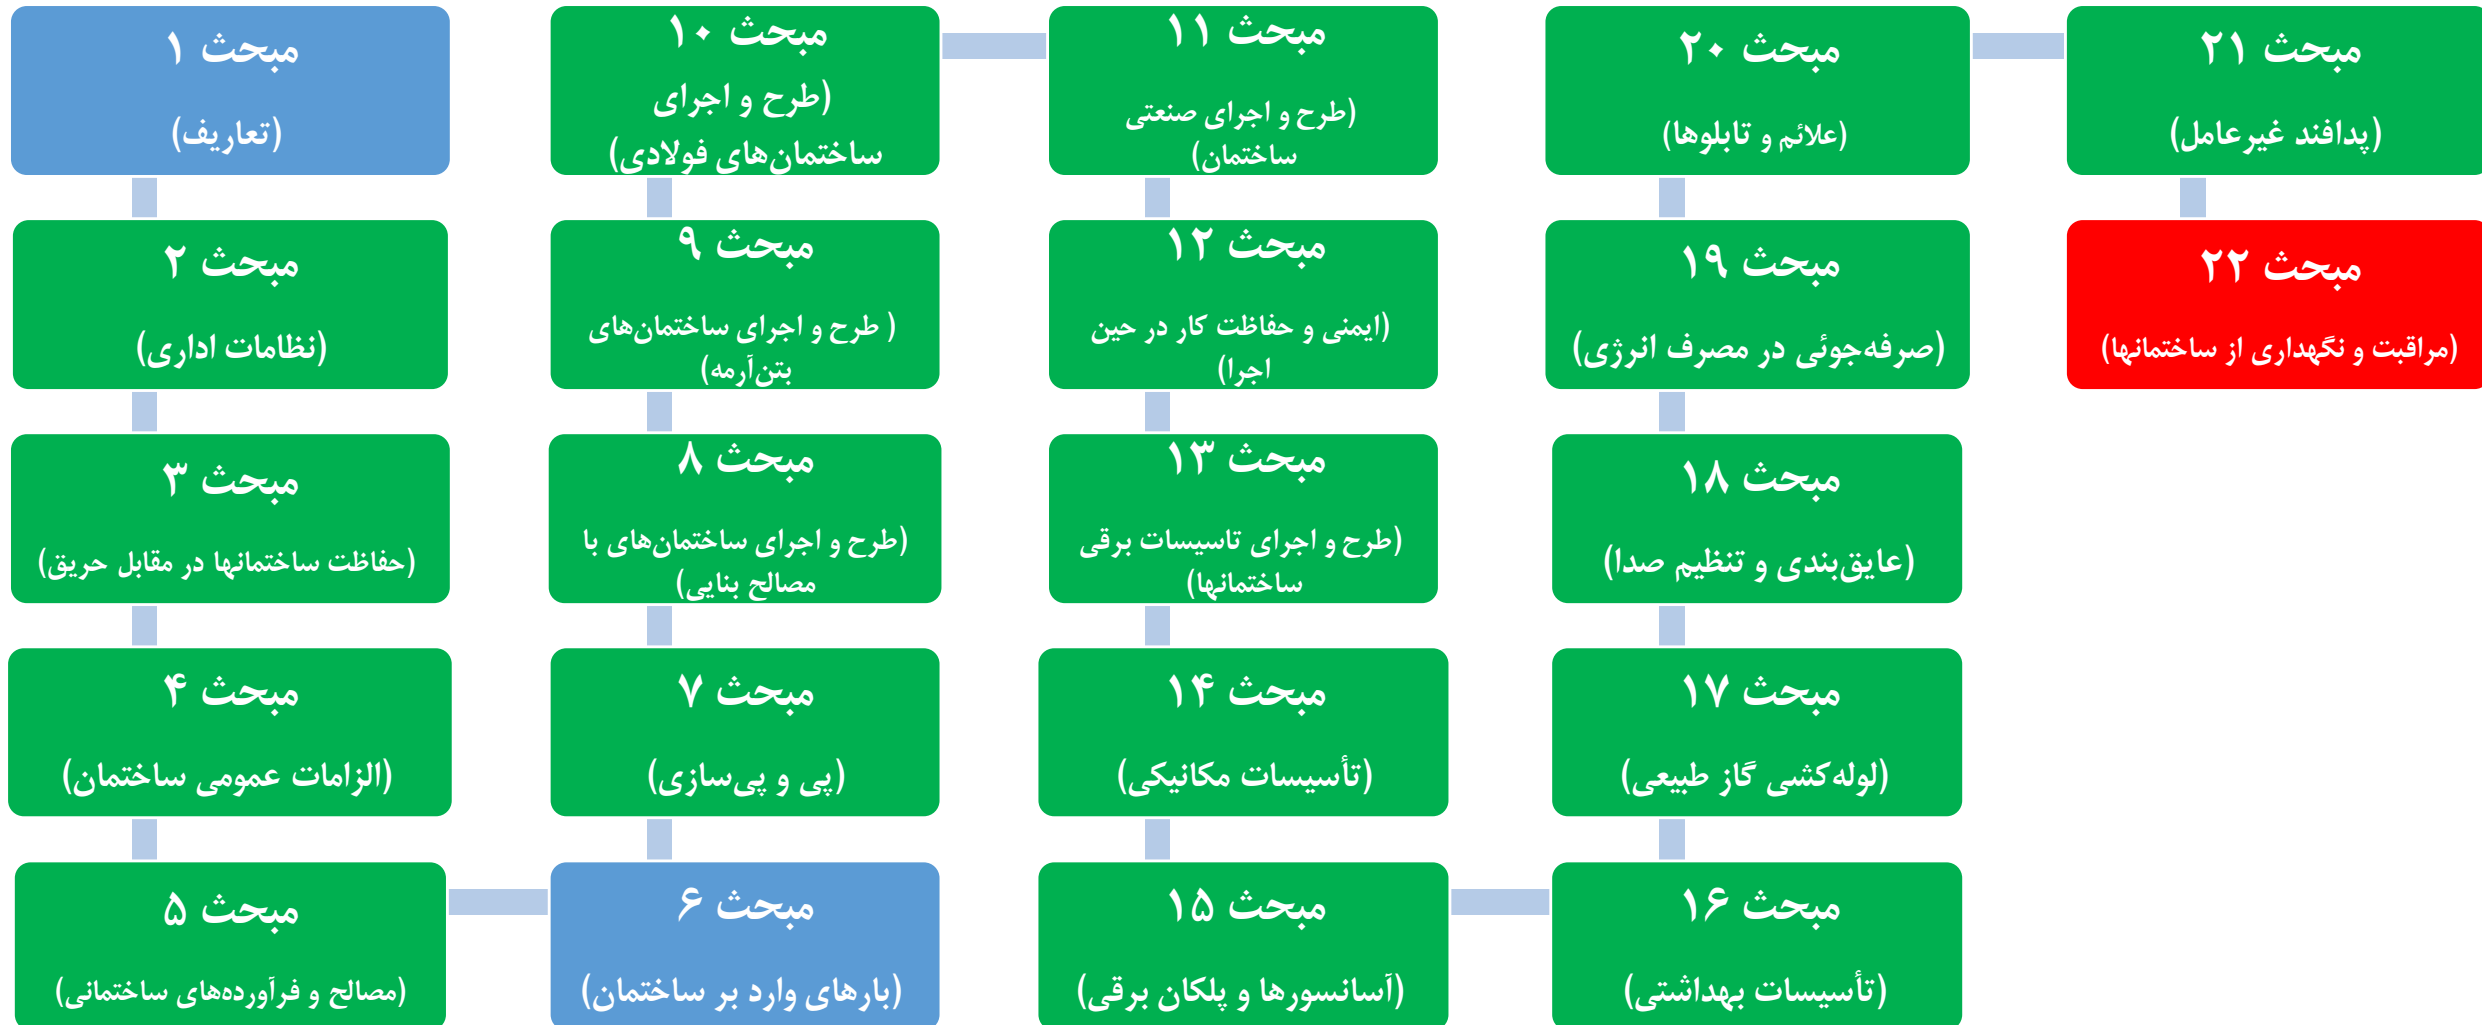 مبحث ۱
(تعاریف)
مبحث ۲
(نظامات اداری)
مبحث ۳
(حفاظت ساختمانها در مقابل حریق)
مبحث ۴
(الزامات عمومی ساختمان)
مبحث ۵
(مصالح و فرآورده‌های ساختمانی)
مبحث ۶
(بارهای وارد بر ساختمان)
مبحث ۷
(پی و پی‌سازی)
مبحث ۸
(طرح و اجرای ساختمان‌های با
مصالح بنایی)
مبحث ۹
( طرح و اجرای ساختمان‌های
بتن‌آرمه)
مبحث ۱۰
(طرح و اجرای
ساختمان‌های فولادی)
مبحث ۱۱
(طرح و اجرای صنعتی
ساختمان)
مبحث ۱۲
(ایمنی و حفاظت کار در حین
اجرا)
مبحث ۱۳
(طرح و اجرای تاسیسات برقی
ساختمانها)
مبحث ۱۴
(تأسیسات مکانیکی)
مبحث ۱۵
(آسانسورها و پلکان برقی)
مبحث ۱۶
(تأسیسات بهداشتی)
مبحث ۱۷
(لوله‌کشی گاز طبیعی)
مبحث ۱۸
(عایق‌بندی و تنظیم صدا)
مبحث ۱۹
(صرفه‌جوئی در مصرف انرژی)
مبحث ۲۰
(علائم و تابلوها)
مبحث ۲۱
(پدافند غیرعامل)
مبحث ۲۲
(مراقبت و نگهداری از ساختمانها)